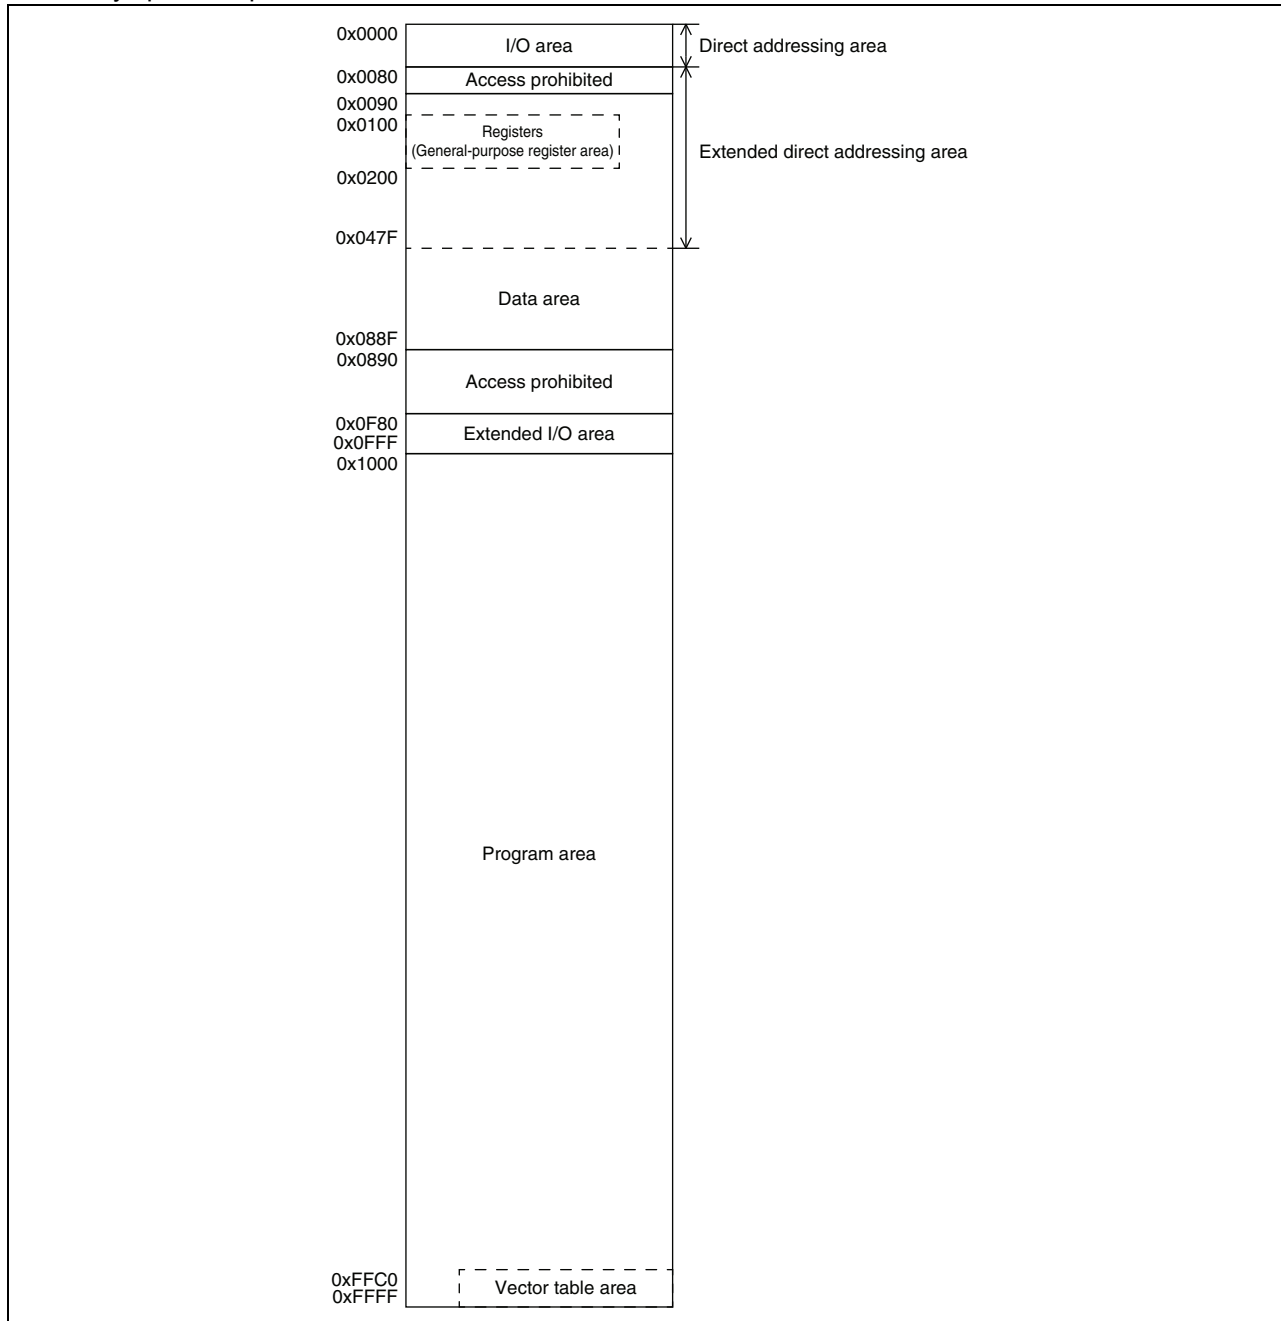 0x0000
I/O area
Direct addressing area
0x0080
Access prohibited
0x0090
0x0100
Registers
(General-purpose register area)
Extended direct addressing area
0x0200
0x047F
Data area
0x088F
0x0890
Access prohibited
0x0F80
Extended I/O area
0x0FFF
0x1000
Program area
0xFFC0
Vector table area
0xFFFF